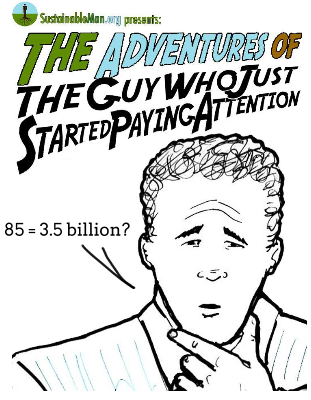 SustainableMan.org presents:
THE ADVENTURES OF
THE GUY WHO JUST
STARTED PAYING ATTENTION
85 = 3.5 billion?